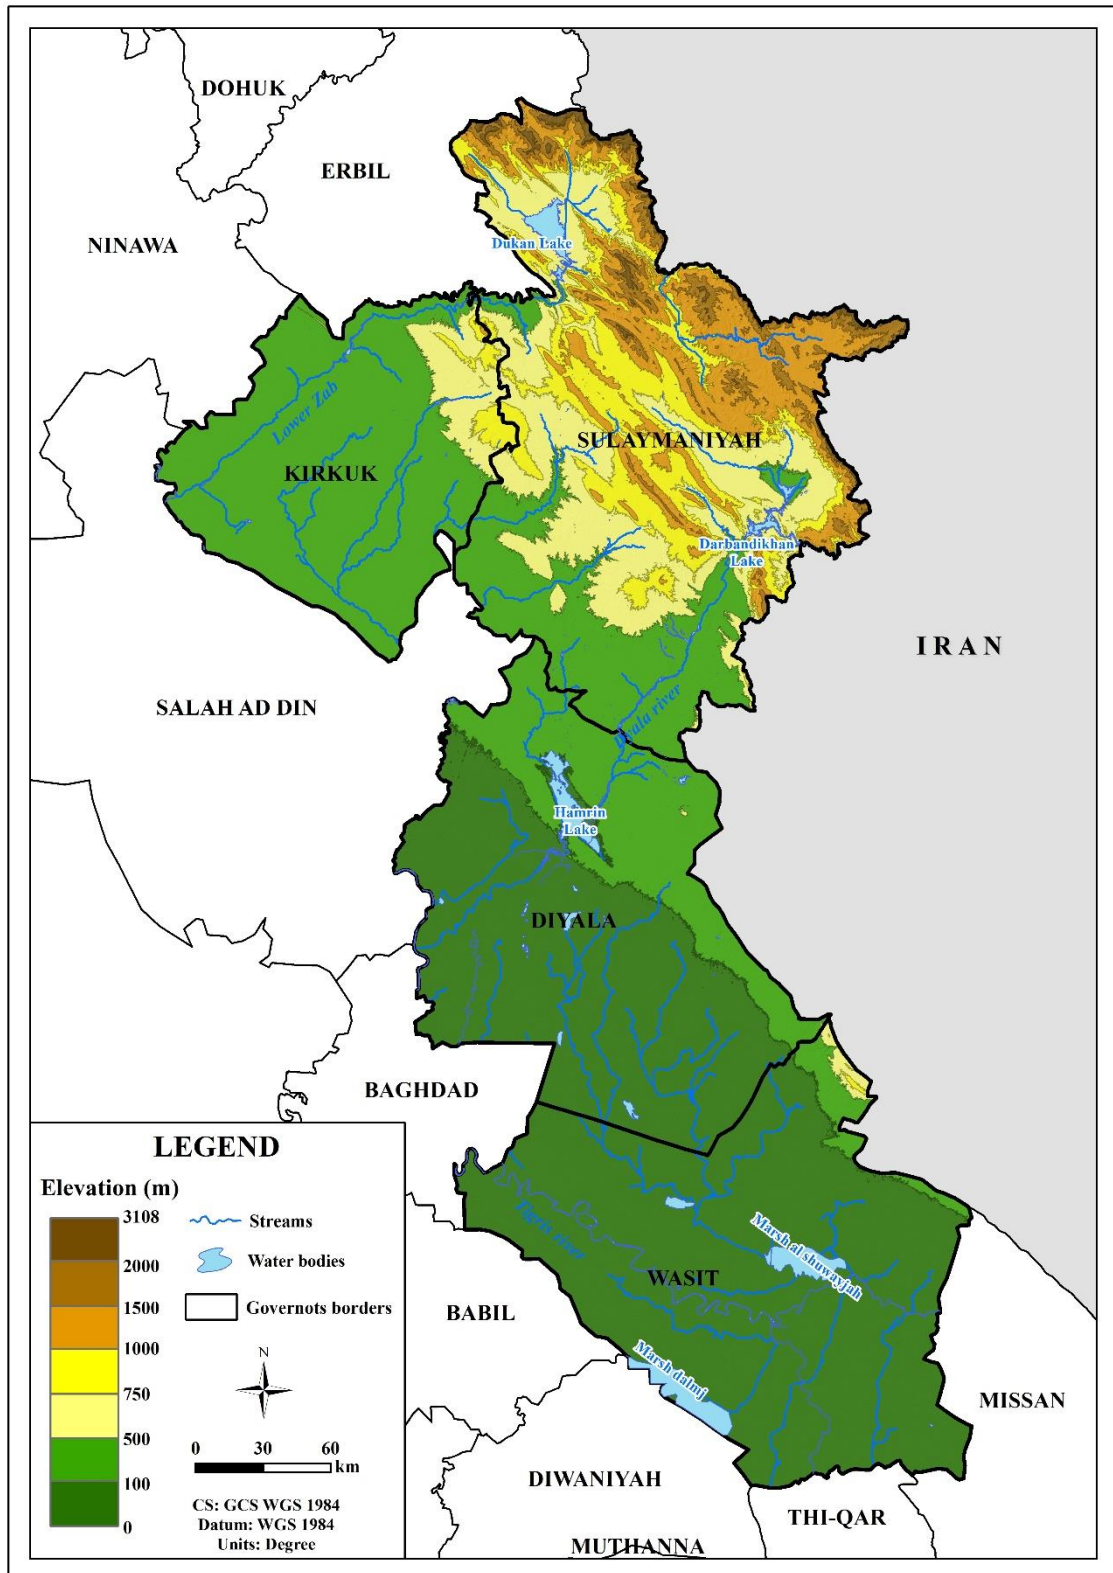 DOHUK
ERBIL
NINAWA
Dukan Lake
Lower Zab
SULAYMANIYAH
KIRKUK
Darbandikhan
Lake
IRAN
SALAH AD DIN
Dyala river
Hamrin
Lake
DIYALA
BAGHDAD
Tigris river
Marsh al shuwayjah
WASIT
BABIL
Marsh dalmj
MISSAN
DIWANIYAH
THI-QAR
MUTHANNA
LEGEND
Elevation (m)
3108
2000
1500
1000
750
500
100
0
Streams
Water bodies
Governots borders
N
0 30 60
km
CS: GCS WGS 1984
Datum: WGS 1984
Units: Degree